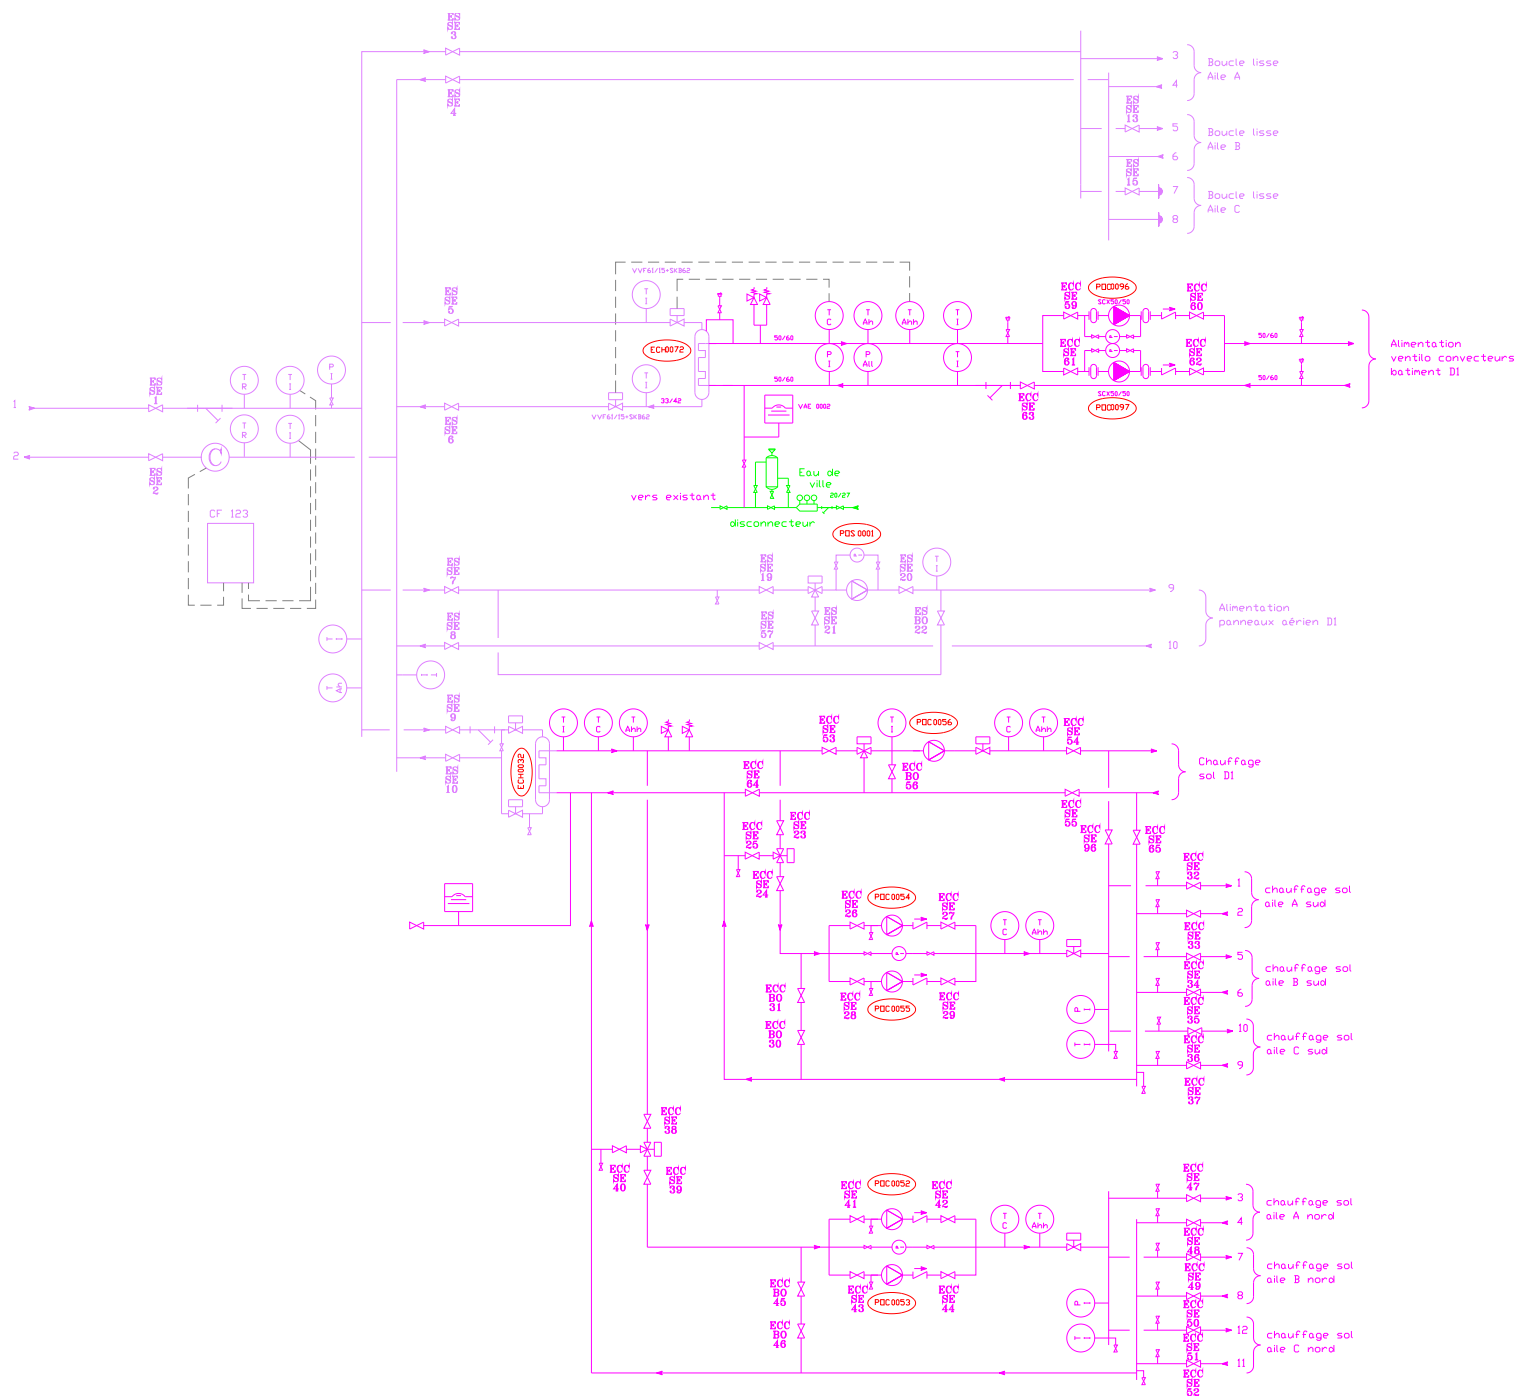 ES
SE
3
ES
SE
4
3
4
Boucle lisse
Aile A
ES
SE
13
5
6
Boucle lisse
Aile B
ES
SE
15
7
8
Boucle lisse
Aile C
VVF61/15+SKB62
ES
SE
5
T
I
ECH0072
50/60
T
C
T
Ah
T
Ahh
T
I
P
I
P
All
T
I
50/60
ECC
SE
59
POC0096
SCX50/50
ECC
SE
60
ECC
SE
61
ECC
SE
62
SCX50/50
POC0097
ECC
SE
63
50/60
50/60
Alimentation
ventilo convecteurs
batiment D1
T
I
33/42
VVF61/15+SKB62
ES
SE
6
VAE 0002
1
ES
SE
1
T
R
T
I
P
I
2
ES
SE
2
C
T
R
T
I
CF 123
vers existant
Eau de
ville
20/27
disconnecteur
POS 0001
ES
SE
7
ES
SE
19
ES
SE
20
T
I
9
ES
SE
8
ES
SE
57
ES
SE
21
ES
BO
22
10
Alimentation
panneaux aérien D1
T
I
T
Ah
T
I
ES
SE
9
ES
SE
10
ECH0032
T
I
T
C
T
Ahh
ECC
SE
53
T
I
POC0056
T
C
T
Ahh
ECC
SE
54
ECC
SE
64
ECC
BO
56
ECC
SE
55
Chauffage
sol D1
ECC
SE
25
ECC
SE
23
ECC
SE
24
ECC
SE
96
ECC
SE
65
ECC
SE
26
POC0054
ECC
SE
27
T
C
T
Ahh
ECC
SE
28
POC0055
ECC
SE
29
ECC
BO
31
ECC
BO
30
P
I
T
I
ECC
SE
32
1
2
chauffage sol
aile A sud
ECC
SE
33
5
ECC
SE
34
6
chauffage sol
aile B sud
ECC
SE
35
10
ECC
SE
36
9
chauffage sol
aile C sud
ECC
SE
37
ECC
SE
38
ECC
SE
40
ECC
SE
39
ECC
SE
41
POC0052
ECC
SE
42
T
C
T
Ahh
ECC
SE
43
POC0053
ECC
SE
44
ECC
BO
45
ECC
BO
46
P
I
T
I
ECC
SE
47
3
4
chauffage sol
aile A nord
ECC
SE
48
7
ECC
SE
49
8
chauffage sol
aile B nord
ECC
SE
50
12
ECC
SE
51
11
chauffage sol
aile C nord
ECC
SE
52